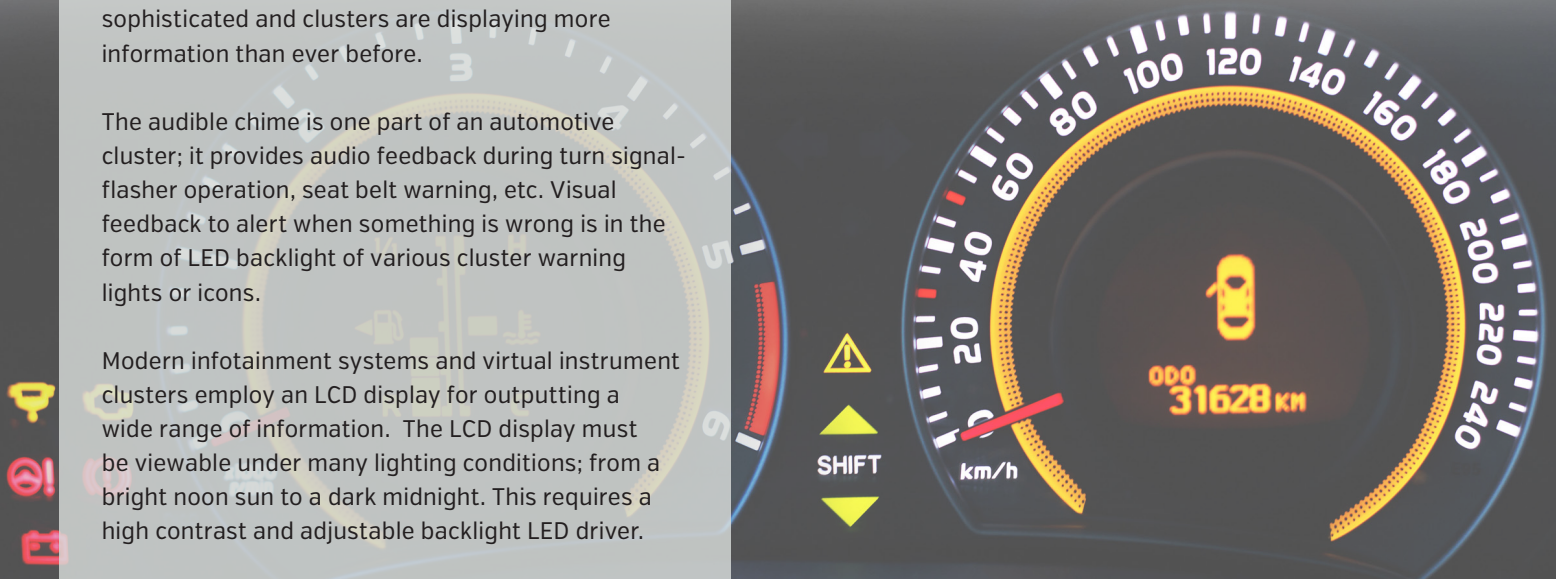 sophisticated and clusters are displaying more
information than ever before.
The audible chime is one part of an automotive
cluster; it provides audio feedback during turn signal-
flasher operation, seat belt warning, etc. Visual
feedback to alert when something is wrong is in the
form of LED backlight of various cluster warning
lights or icons.
Modern infotainment systems and virtual instrument
clusters employ an LCD display for outputting a
wide range of information. The LCD display must
be viewable under many lighting conditions; from a
bright noon sun to a dark midnight. This requires a
high contrast and adjustable backlight LED driver.
3
4
5
6
H
SHIFT
0
20
40
60
80
100
120
140
160
180
200
220
240
km/h
ODO
31628 KM